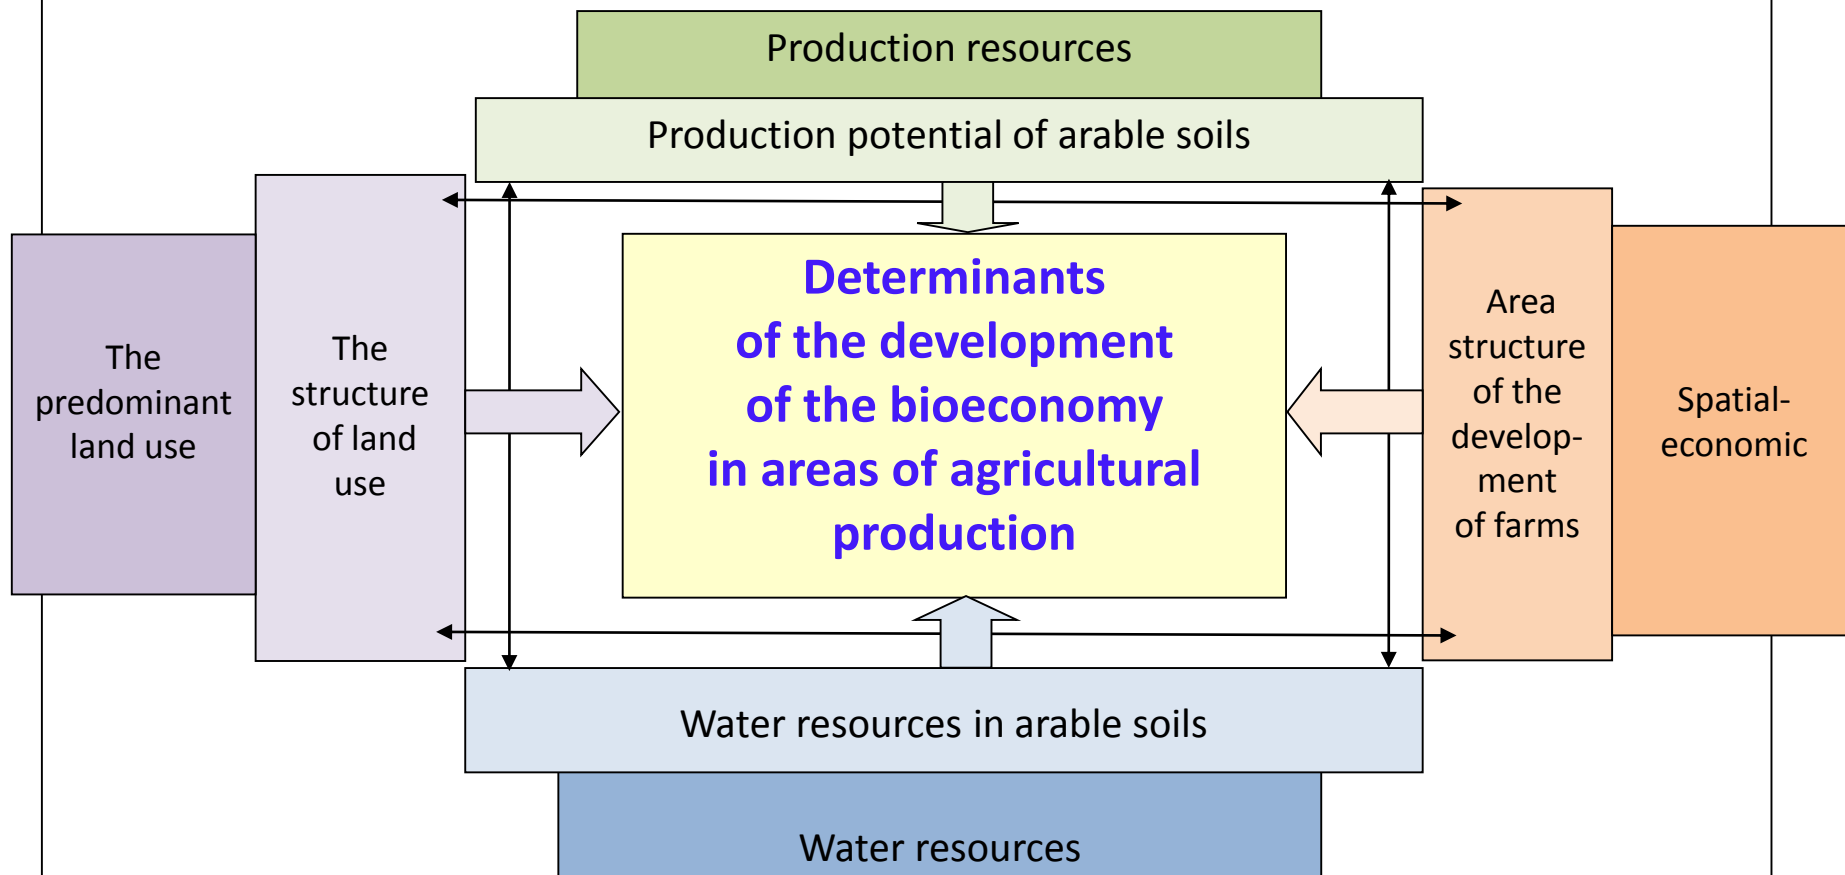 Production resources
Production potential of arable soils
The
predominant
land use
The
structure
of land
use
Determinants
of the development
of the bioeconomy
in areas of agricultural
production
Area
structure
of the
develop-
ment
of farms
Spatial-
economic
Water resources in arable soils
Water resources